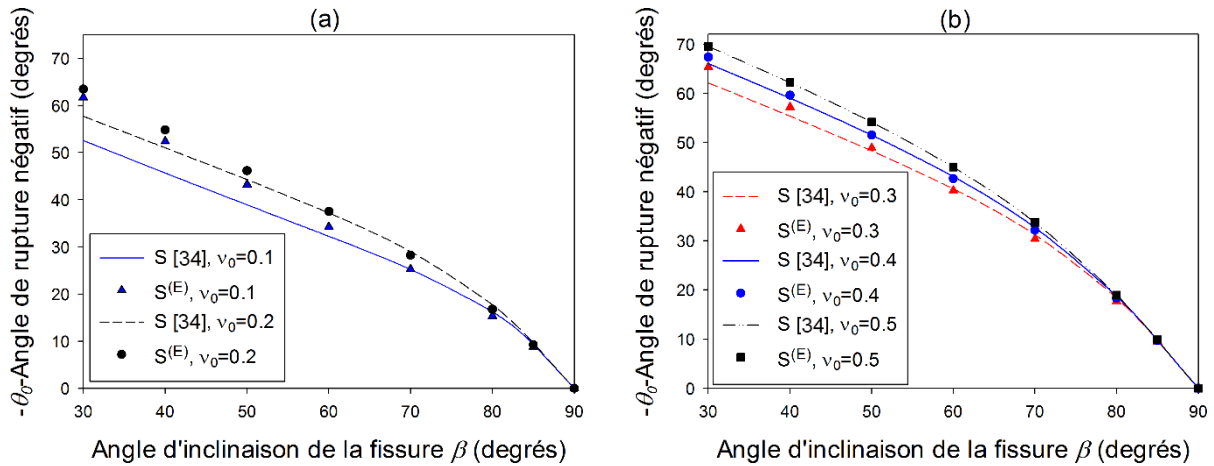 (a)
-θ0-Angle de rupture négatif (degrés)
70
60
50
40
30
20
10
0
S [34], ν0=0.1
S(E), ν0=0.1
S [34], ν0=0.2
S(E), ν0=0.2
30 40 50 60 70 80 90
Angle d'inclinaison de la fissure β (degrés)
(b)
-θ0-Angle de rupture négatif (degrés)
70
60
50
40
30
20
10
0
S [34], ν0=0.3
S(E), ν0=0.3
S [34], ν0=0.4
S(E), ν0=0.4
S [34], ν0=0.5
S(E), ν0=0.5
30 40 50 60 70 80 90
Angle d'inclinaison de la fissure β (degrés)